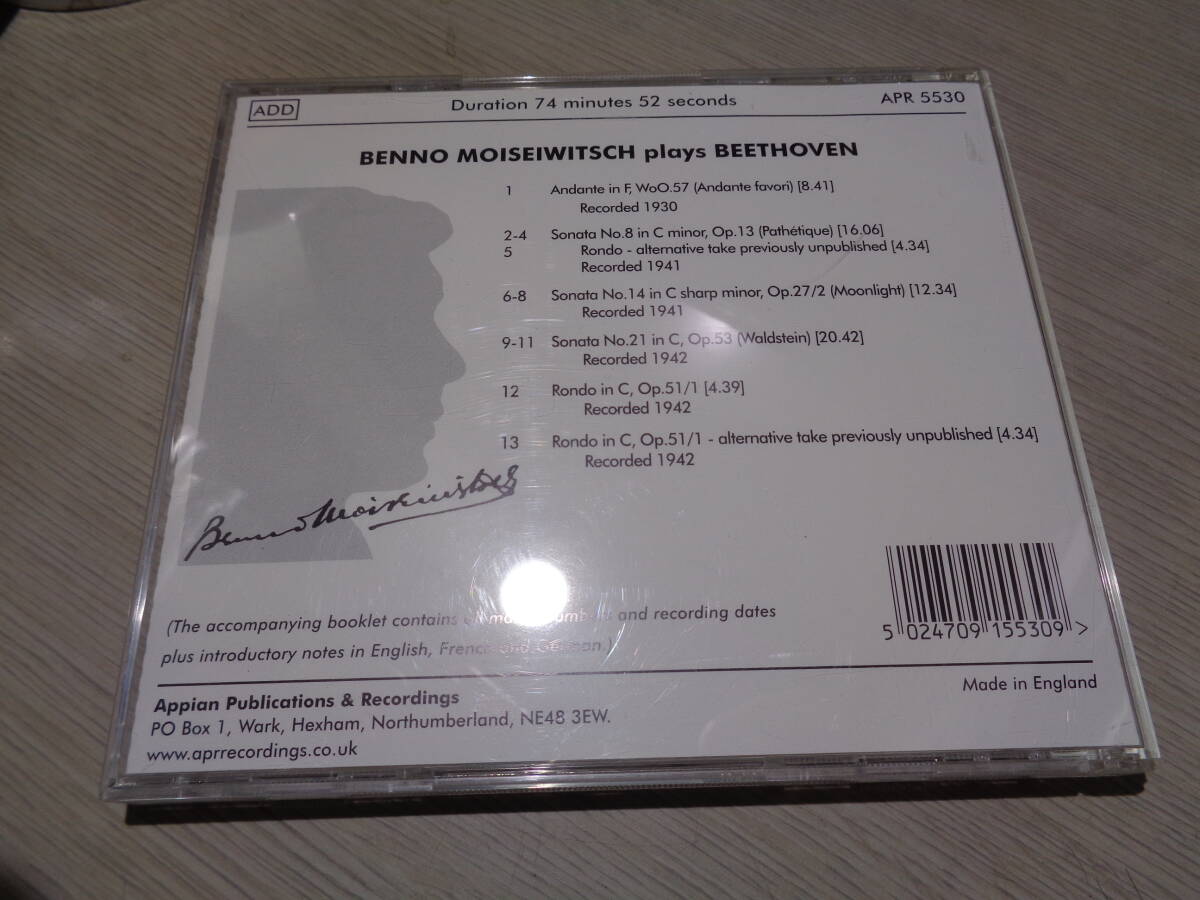 ADD Duration 74 minutes 52 seconds APR 5530
BENNO MOISEIWITSCH plays BEETHOVEN
1 Andante in F, WoO.57 (Andante favori) [8.41]
Recorded 1930
2-4 Sonata No.8 in C minor, Op.13 (Pathétique) [16.06]
5 Rondo - alternative take previously unpublished [4.34]
Recorded 1941
6-8 Sonata No.14 in C sharp minor, Op.27/2 (Moonlight) [12.34]
Recorded 1941
9-11 Sonata No.21 in C, Op.53 (Waldstein) [20.42]
Recorded 1942
12 Rondo in C, Op.51/1 [4.39]
Recorded 1942
13 Rondo in C, Op.51/1 - alternative take previously unpublished [4.34]
Recorded 1942
Benno Moiseiwitsch
(The accompanying booklet contains and recording dates
plus introductory notes in English, French and German.)
5 024709 155309 >
Made in England
Appian Publications & Recordings
PO Box 1, Wark, Hexham, Northumberland, NE48 3EW.
www.aprrecordings.co.uk